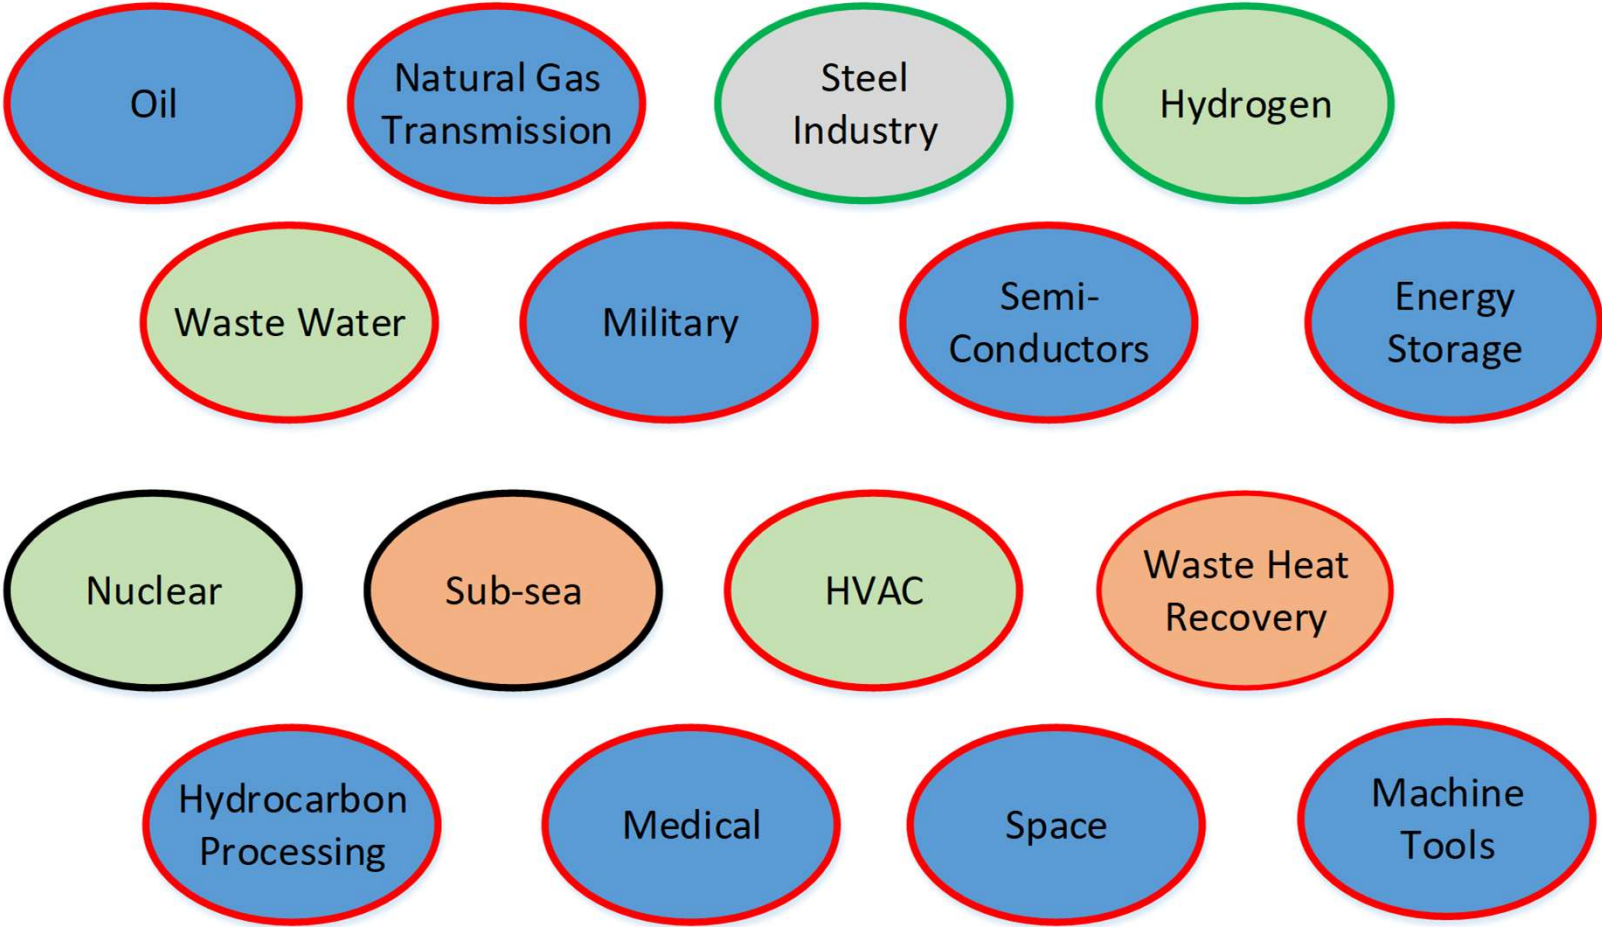 Oil
Natural Gas
Transmission
Steel
Industry
Hydrogen
Waste Water
Military
Semi-
Conductors
Energy
Storage
Nuclear
Sub-sea
HVAC
Waste Heat
Recovery
Hydrocarbon
Processing
Medical
Space
Machine
Tools